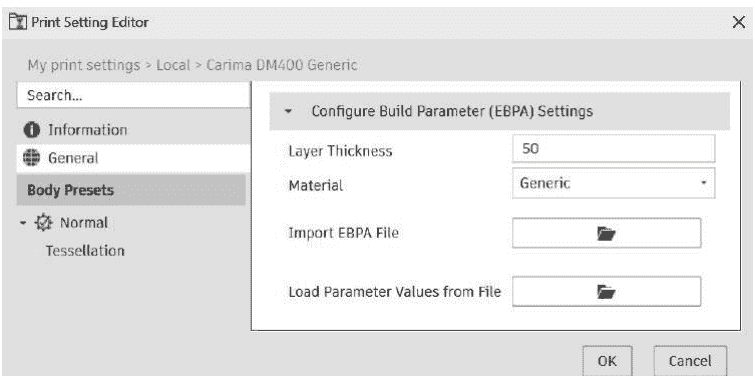 Print Setting Editor
My print settings > Local > Carima DM400 Generic
Search...
Information
General
Body Presets
Normal
Tessellation
Configure Build Parameter (EBPA) Settings
Layer Thickness
50
Material
Generic
Import EBPA File
Load Parameter Values from File
OK
Cancel